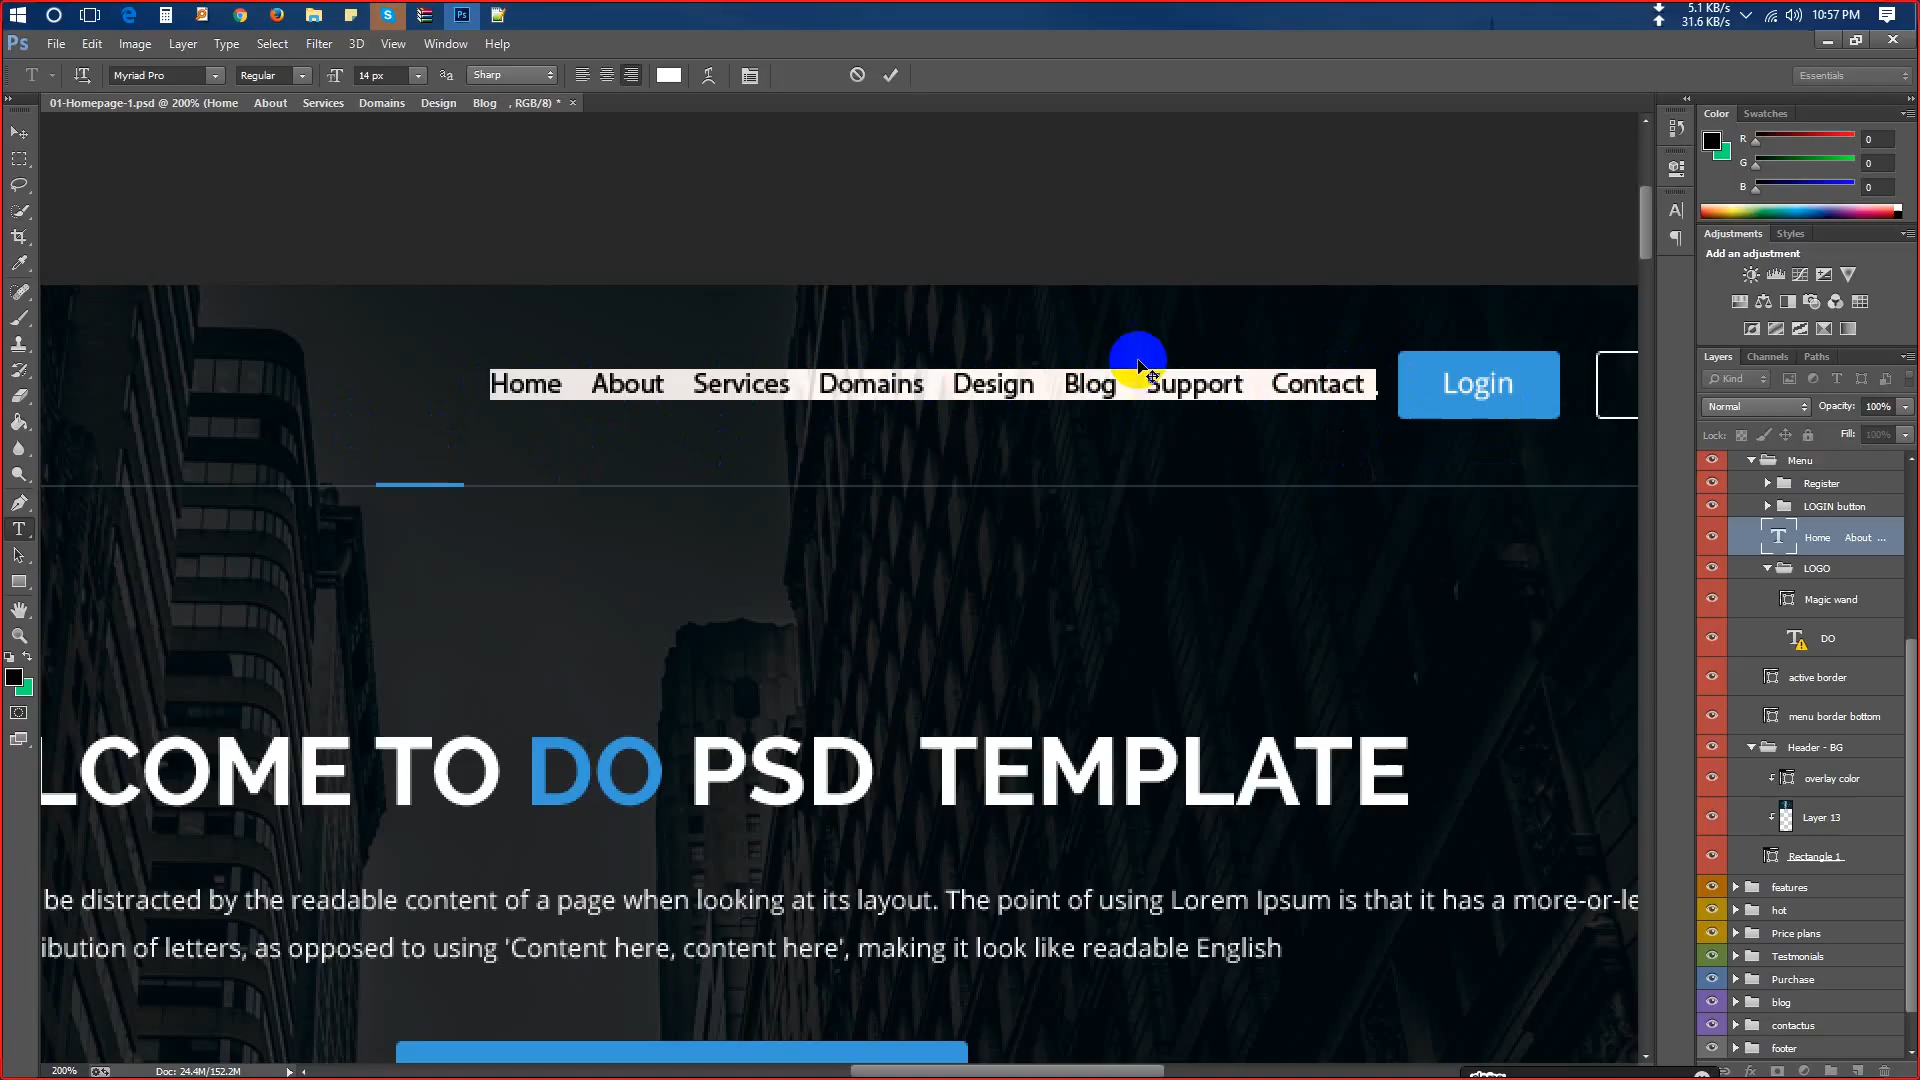 5.1 KB/s
31.6 KB/s
10:57 PM
Ps File Edit Image Layer Type Select Filter 3D View Window Help
T Myriad Pro Regular 14 px Sharp Essentials
01-Homepage-1.psd @ 200% (Home About Services Domains Design Blog , RGB/8) *
Home About Services Domains Design Blog Support Contact
Login
LCOME TO DO PSD TEMPLATE
be distracted by the readable content of a page when looking at its layout. The point of using Lorem Ipsum is that it has a more-or-le
ibution of letters, as opposed to using 'Content here, content here', making it look like readable English
Color Swatches
R 0
G 0
B 0
Adjustments Styles
Add an adjustment
Layers Channels Paths
Kind
Normal Opacity: 100%
Lock: Fill: 100%
Menu
Register
LOGIN button
Home About ...
LOGO
Magic wand
DO
active border
menu border bottom
Header - BG
overlay color
Layer 13
Rectangle 1
features
hot
Price plans
Testmonials
Purchase
blog
contactus
footer
200% Doc: 24.4M/152.2M